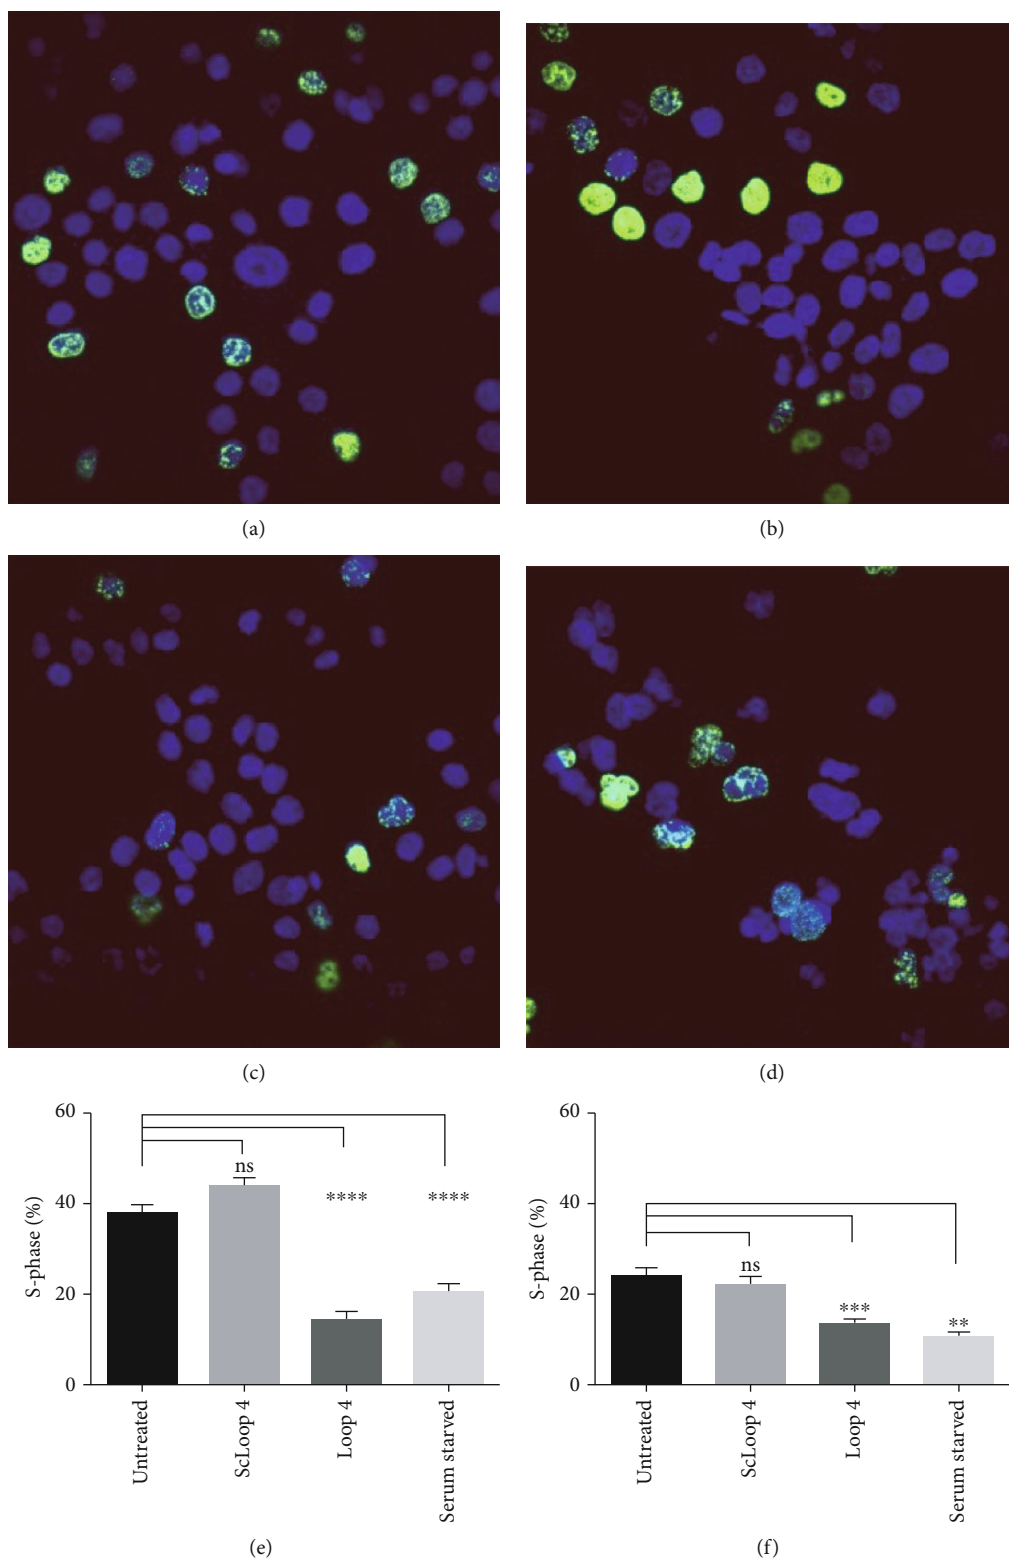 (a)
(b)
(c)
(d)
60
40
20
0
S-phase (%)
ns
****
****
Untreated
ScLoop 4
Loop 4
Serum starved
(e)
60
40
20
0
S-phase (%)
ns
***
**
Untreated
ScLoop 4
Loop 4
Serum starved
(f)